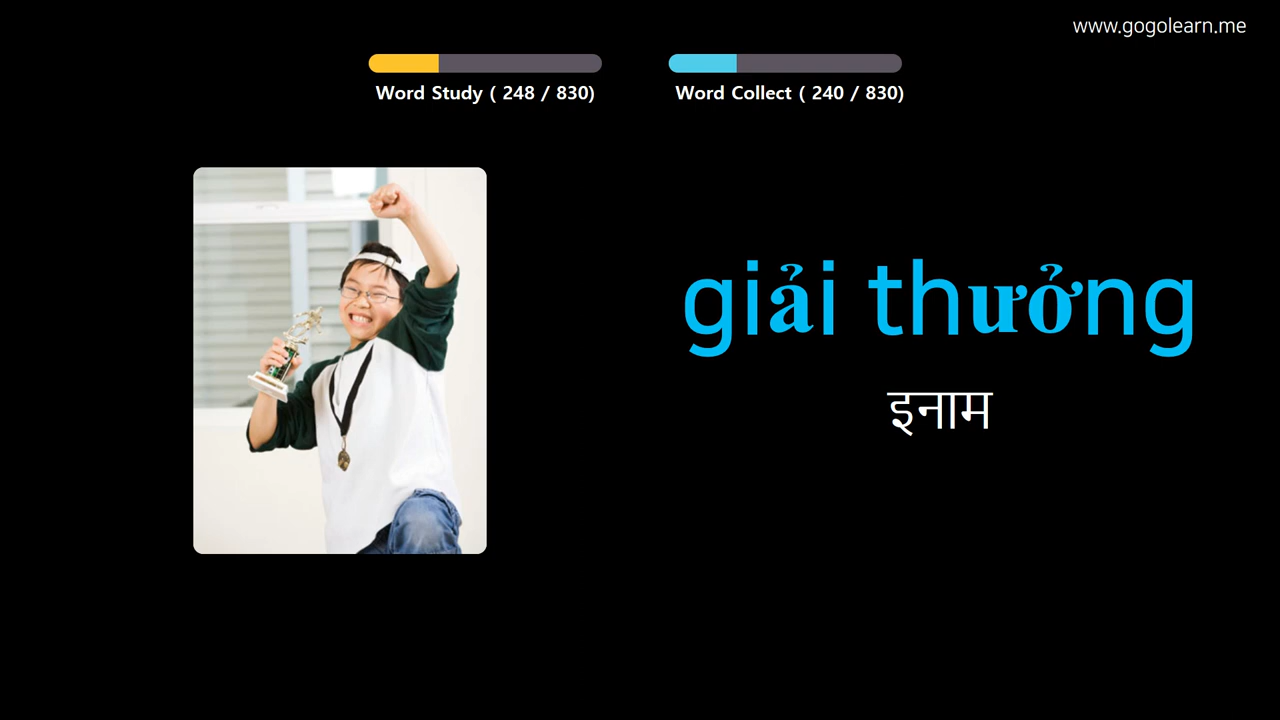 www.gogolearn.me
Word Study ( 248 / 830)
Word Collect ( 240 / 830)
giải thưởng
इनाम